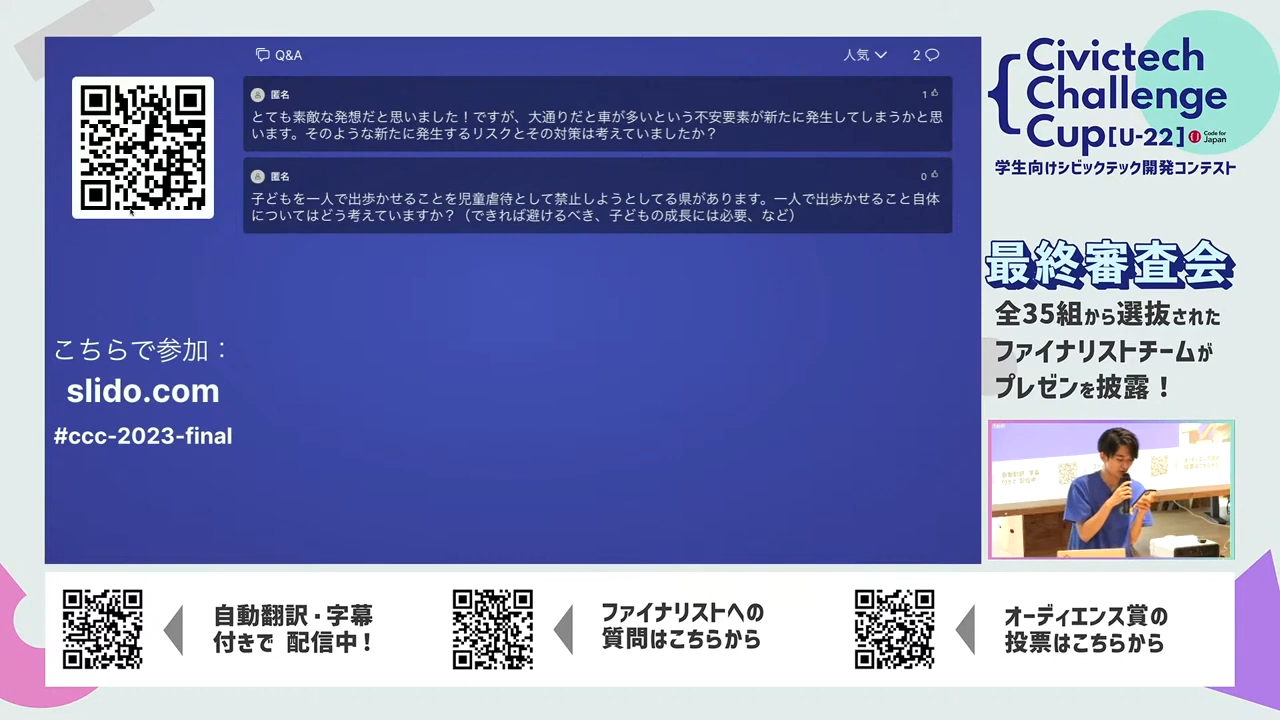 Q&A
人気
2
匿名
1
とても素敵な発想だと思いました！ですが、大通りだと車が多いという不安要素が新たに発生してしまうかと思
います。そのような新たに発生するリスクとその対策は考えていましたか？
匿名
0
子どもを一人で出歩かせることを児童虐待として禁止しようとしてる県があります。一人で出歩かせること自体
についてはどう考えていますか？（できれば避けるべき、子どもの成長には必要、など）
こちらで参加：
slido.com
#ccc-2023-final
Civictech
Challenge
Cup[U-22]
Code for
Japan
学生向けシビックテック開発コンテスト
最終審査会
全35組から選抜された
ファイナリストチームが
プレゼンを披露！
自動翻訳・字幕
付きで 配信中！
ファイナリストへの
質問はこちらから
オーディエンス賞の
投票はこちらから